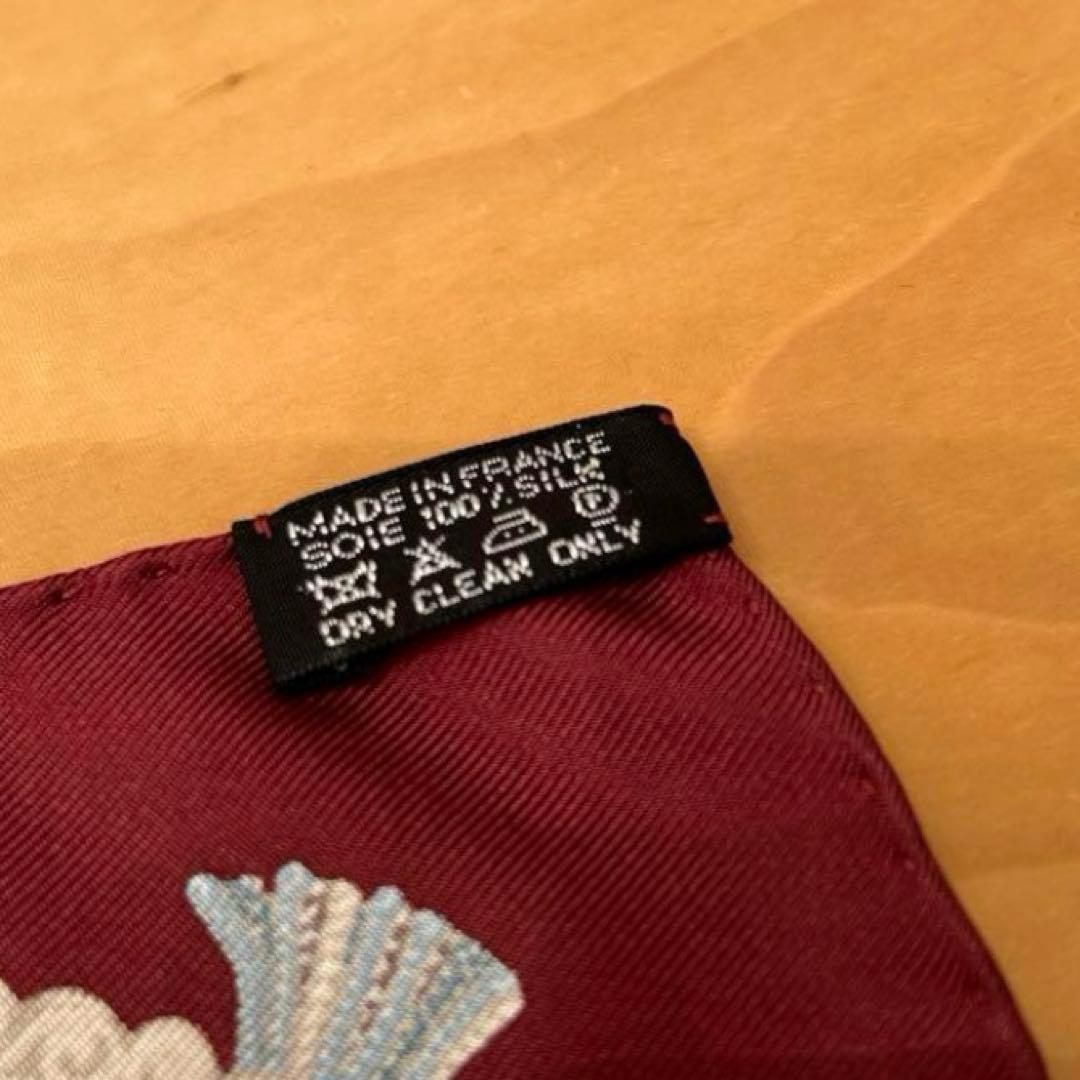 MADE IN FRANCE
SOIE 100% SILK
P
DRY CLEAN ONLY